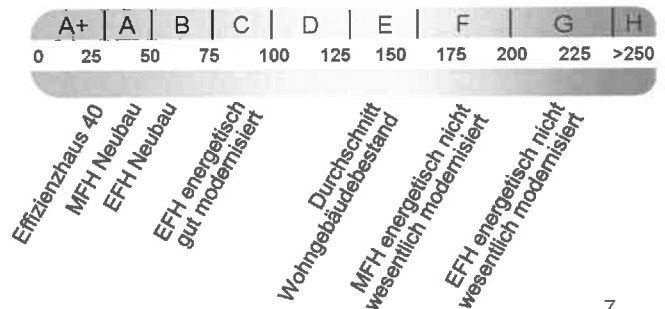 A+ A B C D E F G H
0 25 50 75 100 125 150 175 200 225 >250
Effizienzhaus 40
MFH Neubau
EFH Neubau
EFH energetisch
gut modernisiert
Durchschnitt
Wohngebäudebestand
MFH energetisch nicht
wesentlich modernisiert
EFH energetisch nicht
wesentlich modernisiert
7